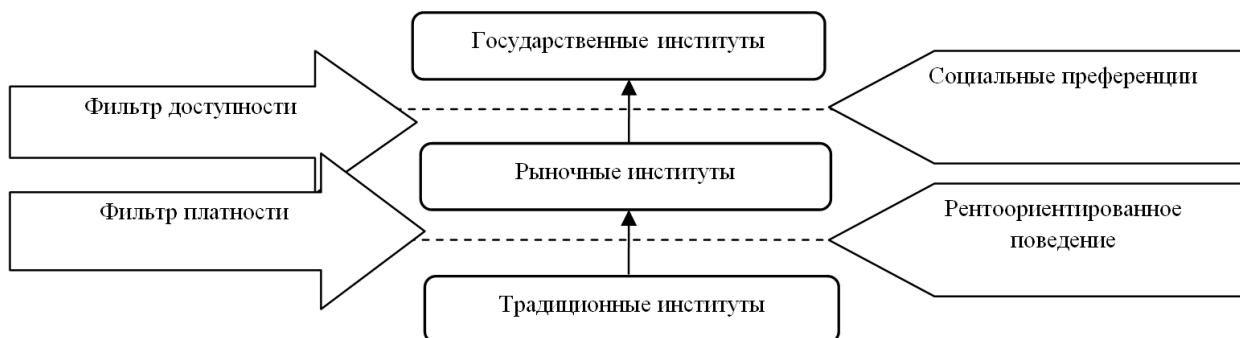 Государственные институты
Социальные преференции
Фильтр доступности
Рыночные институты
Фильтр платности
Рентоориентированное
поведение
Традиционные институты